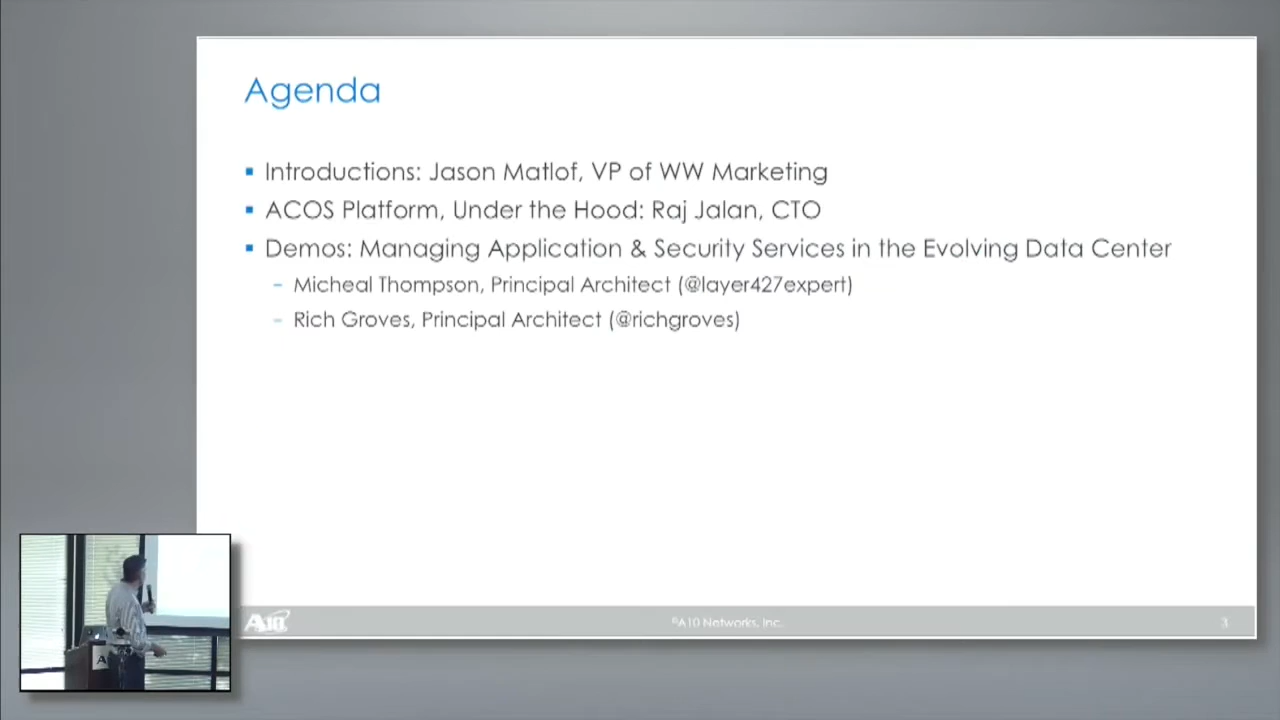 Agenda
Introductions: Jason Matlof, VP of WW Marketing
ACOS Platform, Under the Hood: Raj Jalan, CTO
Demos: Managing Application & Security Services in the Evolving Data Center
– Micheal Thompson, Principal Architect (@layer427expert)
– Rich Groves, Principal Architect (@richgroves)
A10
©A10 Networks, Inc.
3
A